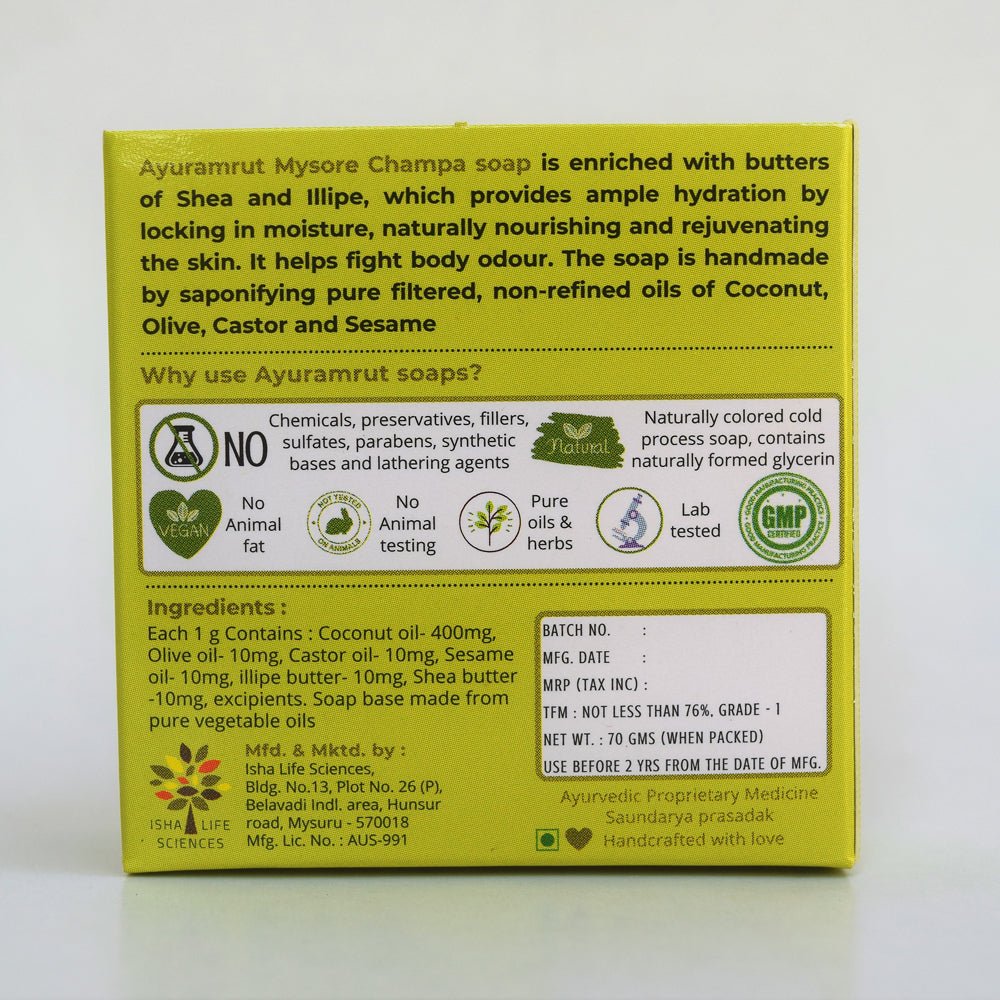 Ayuramrut Mysore Champa soap is enriched with butters
of Shea and Illipe, which provides ample hydration by
locking in moisture, naturally nourishing and rejuvenating
the skin. It helps fight body odour. The soap is handmade
by saponifying pure filtered, non-refined oils of Coconut,
Olive, Castor and Sesame
Why use Ayuramrut soaps?
NO
Chemicals, preservatives, fillers,
sulfates, parabens, synthetic
bases and lathering agents
Natural
Naturally colored cold
process soap, contains
naturally formed glycerin
VEGAN
No
Animal
fat
NOT TESTED
ON ANIMALS
No
Animal
testing
Pure
oils &
herbs
Lab
tested
GOOD MANUFACTURING PRACTICE
GMP
CERTIFIED
GOOD MANUFACTURING PRACTICE
Ingredients :
Each 1 g Contains : Coconut oil- 400mg,
Olive oil- 10mg, Castor oil- 10mg, Sesame
oil- 10mg, illipe butter- 10mg, Shea butter
-10mg, excipients. Soap base made from
pure vegetable oils
BATCH NO. :
MFG. DATE :
MRP (TAX INC) :
TFM : NOT LESS THAN 76%, GRADE - 1
NET WT. : 70 GMS (WHEN PACKED)
USE BEFORE 2 YRS FROM THE DATE OF MFG.
ISHA LIFE
SCIENCES
Mfd. & Mktd. by :
Isha Life Sciences,
Bldg. No.13, Plot No. 26 (P),
Belavadi Indl. area, Hunsur
road, Mysuru - 570018
Mfg. Lic. No. : AUS-991
Ayurvedic Proprietary Medicine
Saundarya prasadak
Handcrafted with love